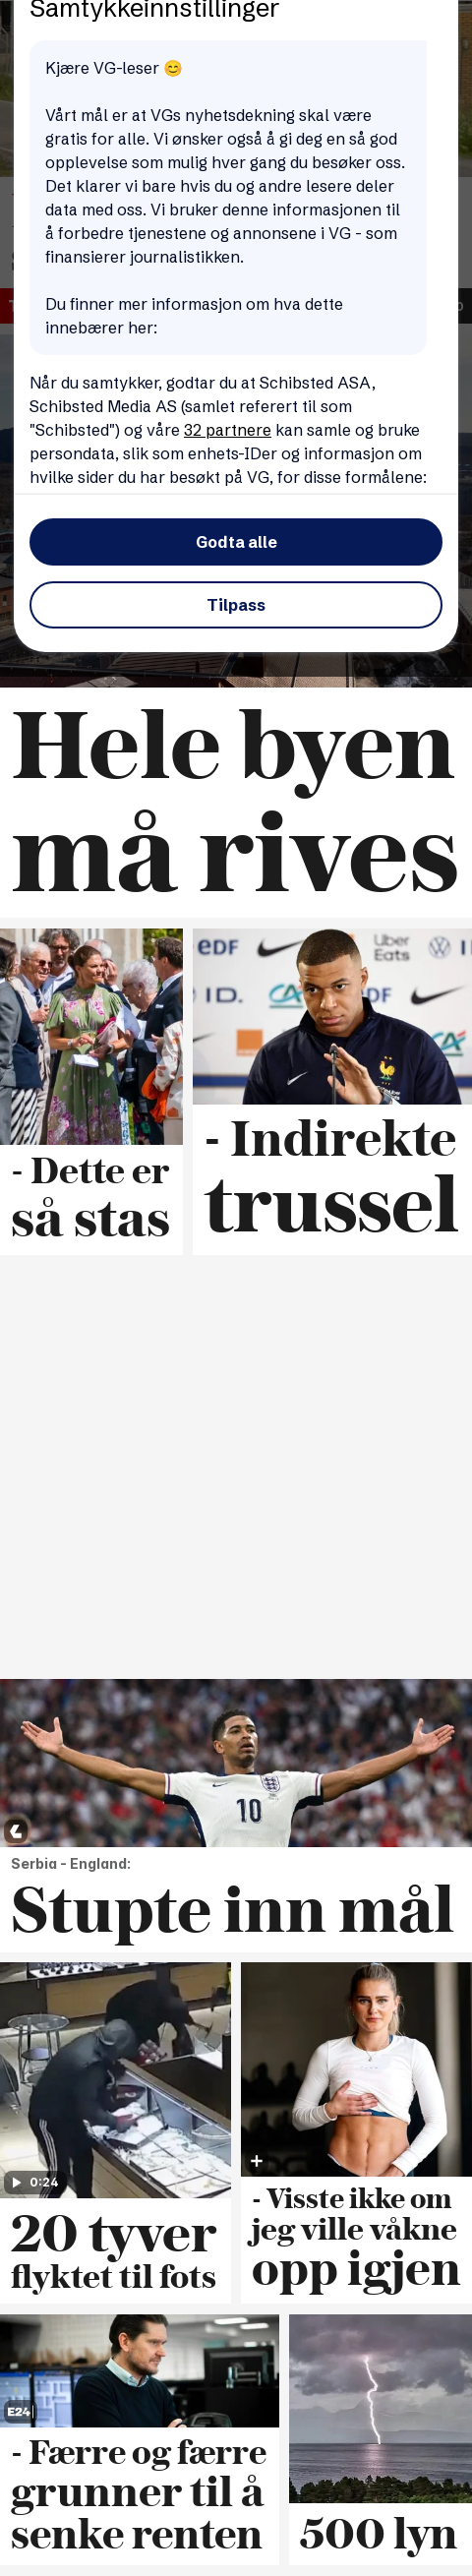 Samtykkeinnstillinger
Kjære VG-leser 😊
Vårt mål er at VGs nyhetsdekning skal være
gratis for alle. Vi ønsker også å gi deg en så god
opplevelse som mulig hver gang du besøker oss.
Det klarer vi bare hvis du og andre lesere deler
data med oss. Vi bruker denne informasjonen til
å forbedre tjenestene og annonsene i VG - som
finansierer journalistikken.
Du finner mer informasjon om hva dette
innebærer her:
Når du samtykker, godtar du at Schibsted ASA,
Schibsted Media AS (samlet referert til som
"Schibsted") og våre 32 partnere kan samle og bruke
persondata, slik som enhets-IDer og informasjon om
hvilke sider du har besøkt på VG, for disse formålene:
Godta alle
Tilpass
Hele byen
må rives
eDF
Uber
Eats
ID.
CA
- Dette er
så stas
- Indirekte
trussel
10
Serbia - England:
Stupte inn mål
0:24
20 tyver
flyktet til fots
- Visste ikke om
jeg ville våkne
opp igjen
E24
- Færre og færre
grunner til å
senke renten
500 lyn